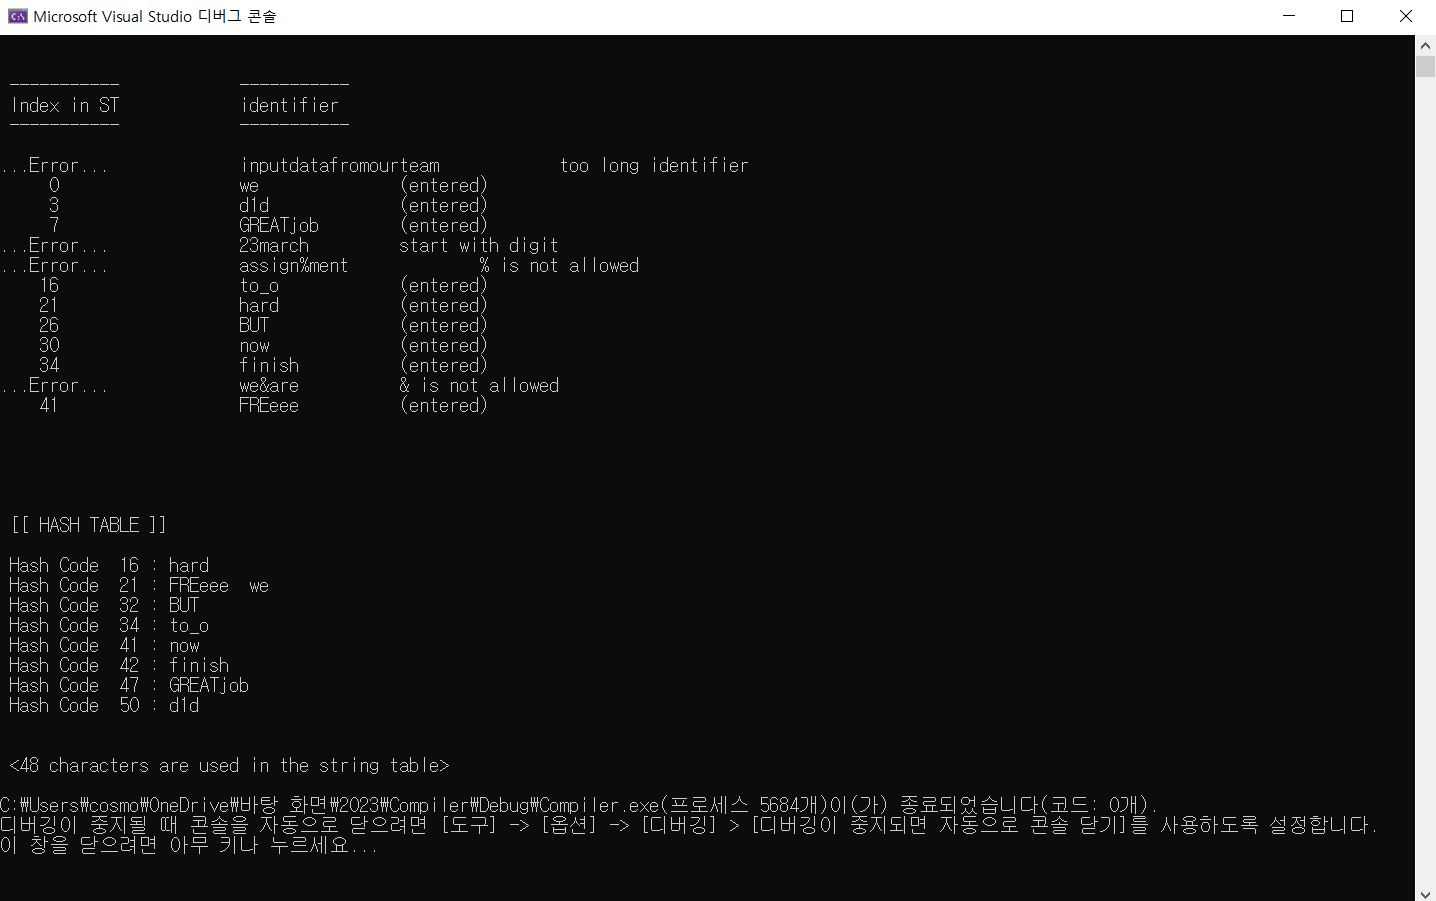 Microsoft Visual Studio 디버그 콘솔
----------- -----------
Index in ST identifier
----------- -----------
...Error... inputdatafromourteam too long identifier
0 we (entered)
3 d1d (entered)
7 GREATjob (entered)
...Error... 23march start with digit
...Error... assign%ment % is not allowed
16 to_o (entered)
21 hard (entered)
26 BUT (entered)
30 now (entered)
34 finish (entered)
...Error... we&are & is not allowed
41 FREeee (entered)
[[ HASH TABLE ]]
Hash Code 16 : hard
Hash Code 21 : FREeee we
Hash Code 32 : BUT
Hash Code 34 : to_o
Hash Code 41 : now
Hash Code 42 : finish
Hash Code 47 : GREATjob
Hash Code 50 : d1d
<48 characters are used in the string table>
C:₩Users₩cosmo₩OneDrive₩바탕 화면₩2023₩Compiler₩Debug₩Compiler.exe(프로세스 5684개)이(가) 종료되었습니다(코드: 0개).
디버깅이 중지될 때 콘솔을 자동으로 닫으려면 [도구] -> [옵션] -> [디버깅] > [디버깅이 중지되면 자동으로 콘솔 닫기]를 사용하도록 설정합니다.
이 창을 닫으려면 아무 키나 누르세요...